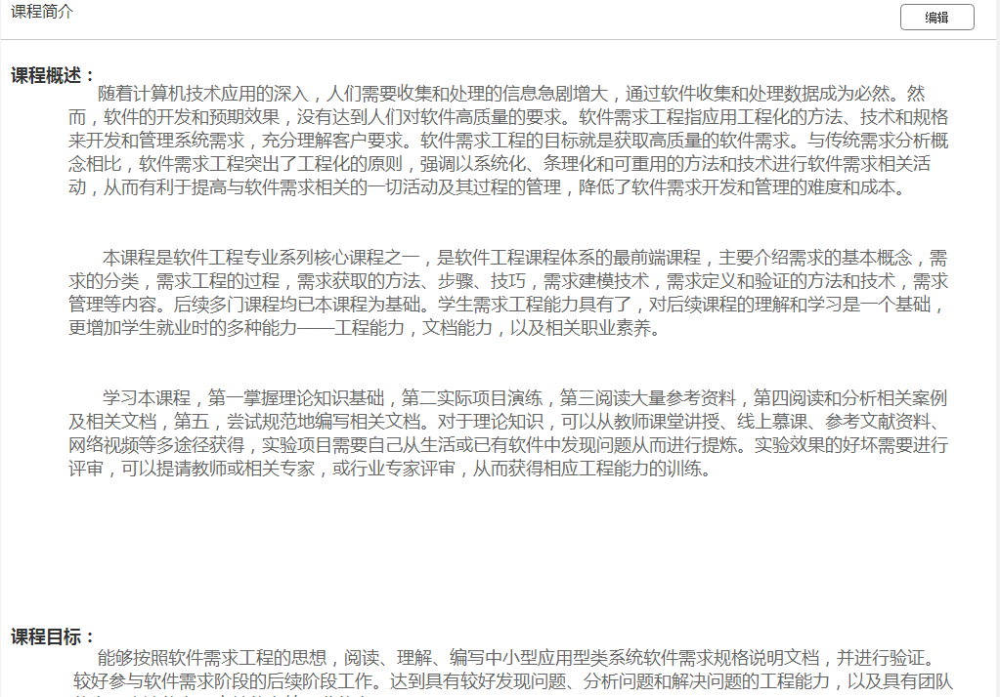 课程简介
编辑
课程概述：
随着计算机技术应用的深入，人们需要收集和处理的信息急剧增大，通过软件收集和处理数据成为必然。然
而，软件的开发和预期效果，没有达到人们对软件高质量的要求。软件需求工程指应用工程化的方法、技术和规格
来开发和管理系统需求，充分理解客户要求。软件需求工程的目标就是获取高质量的软件需求。与传统需求分析概
念相比，软件需求工程突出了工程化的原则，强调以系统化、条理化和可重用的方法和技术进行软件需求相关活
动，从而有利于提高与软件需求相关的一切活动及其过程的管理，降低了软件需求开发和管理的难度和成本。
本课程是软件工程专业系列核心课程之一，是软件工程课程体系的最前端课程，主要介绍需求的基本概念，需
求的分类，需求工程的过程，需求获取的方法、步骤、技巧，需求建模技术，需求定义和验证的方法和技术，需求
管理等内容。后续多门课程均已本课程为基础。学生需求工程能力具有了，对后续课程的理解和学习是一个基础，
更增加学生就业时的多种能力——工程能力，文档能力，以及相关职业素养。
学习本课程，第一掌握理论知识基础，第二实际项目演练，第三阅读大量参考资料，第四阅读和分析相关案例
及相关文档，第五，尝试规范地编写相关文档。对于理论知识，可以从教师课堂讲授、线上慕课、参考文献资料、
网络视频等多途径获得，实验项目需要自己从生活或已有软件中发现问题从而进行提炼。实验效果的好坏需要进行
评审，可以提请教师或相关专家，或行业专家评审，从而获得相应工程能力的训练。
课程目标：
能够按照软件需求工程的思想，阅读、理解、编写中小型应用型类系统软件需求规格说明文档，并进行验证。
较好参与软件需求阶段的后续阶段工作。达到具有较好发现问题、分析问题和解决问题的工程能力，以及具有团队